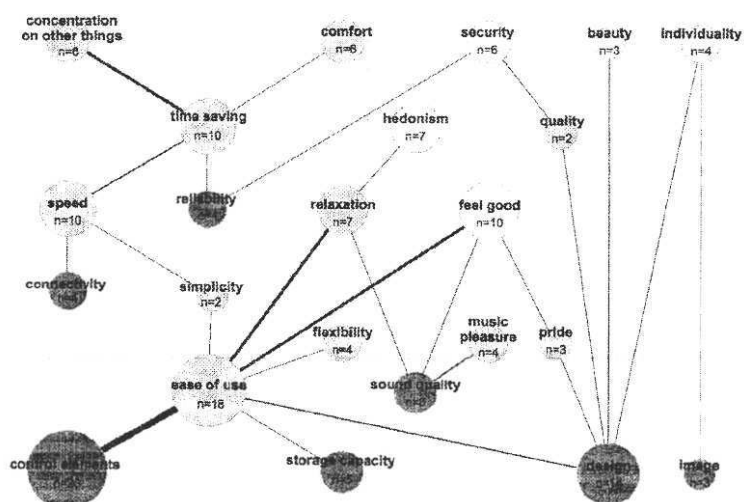 concentration
on other things
n=6
comfort
n=6
security
n=6
beauty
n=3
individuality
n=4
time saving
n=10
hedonism
n=7
quality
n=2
speed
n=10
reliability
relaxation
n=7
feel good
n=10
connectivity
simplicity
n=2
flexibility
n=4
music
pleasure
n=4
pride
n=3
ease of use
n=18
sound quality
control elements
storage capacity
design
image